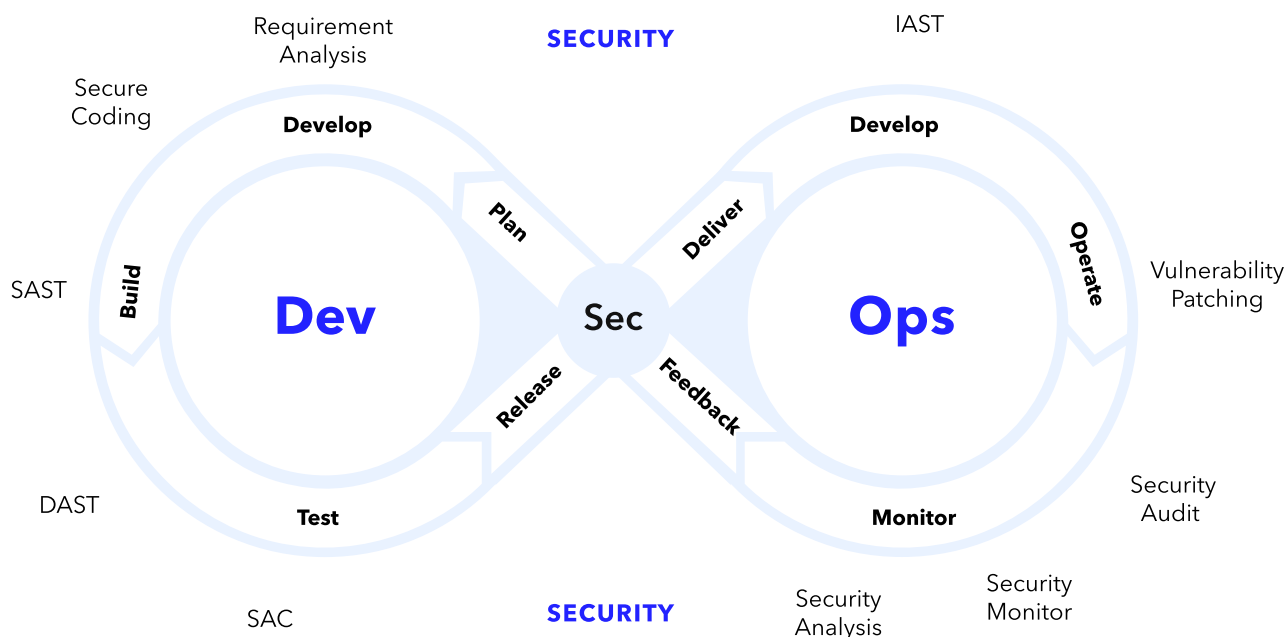 Requirement
Analysis
SECURITY
IAST
Secure
Coding
Develop
Develop
Plan
Deliver
Build
Operate
SAST
Dev
Sec
Ops
Vulnerability
Patching
Release
Feedback
DAST
Test
Monitor
Security
Audit
SAC
SECURITY
Security
Analysis
Security
Monitor